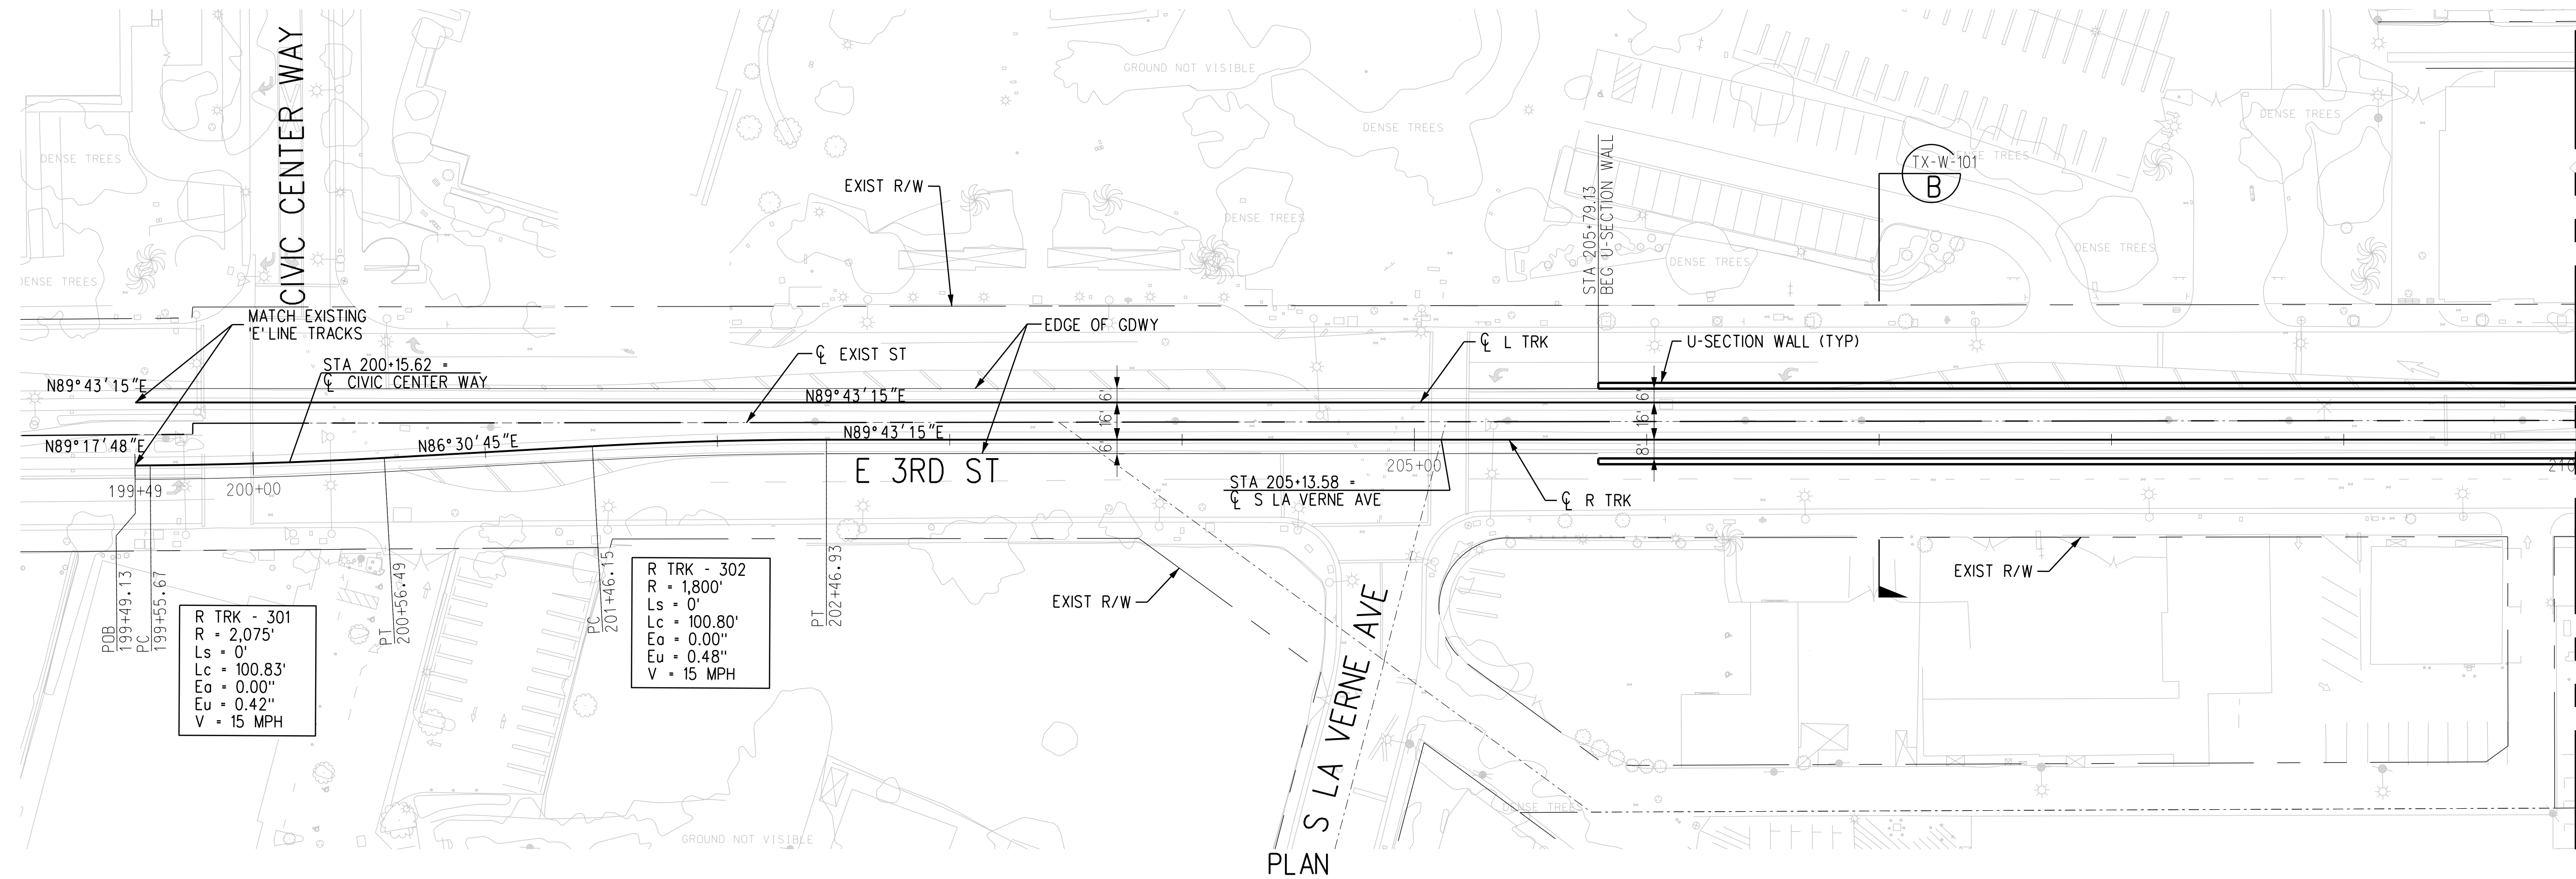 CIVIC CENTER WAY
GROUND NOT VISIBLE
DENSE TREES
DENSE TREES
DENSE TREES
DENSE TREES
TX-W-101
B
DENSE TREES
EXIST R/W
DENSE TREES
STA 205+79.13
BEG U-SECTION WALL
DENSE TREES
DENSE TREES
DENSE TREES
MATCH EXISTING
'E' LINE TRACKS
EDGE OF GDWY
℄ EXIST ST
℄ L TRK
U-SECTION WALL (TYP)
STA 200+15.62 =
℄ CIVIC CENTER WAY
N89°43'15"E
N89°43'15"E
6'
16'
6'
6'
16'
8'
N89°17'48"E
N86°30'45"E
N89°43'15"E
E 3RD ST
205+00
210
199+49
200+00
STA 205+13.58 =
℄ S LA VERNE AVE
℄ R TRK
POB
199+49.13
PC
199+55.67
PT
200+56.49
PC
201+46.15
PT
202+46.93
R TRK - 301
R = 2,075'
Ls = 0'
Lc = 100.83'
Ea = 0.00"
Eu = 0.42"
V = 15 MPH
R TRK - 302
R = 1,800'
Ls = 0'
Lc = 100.80'
Ea = 0.00"
Eu = 0.48"
V = 15 MPH
EXIST R/W
EXIST R/W
S LA VERNE AVE
DENSE TREES
GROUND NOT VISIBLE
PLAN